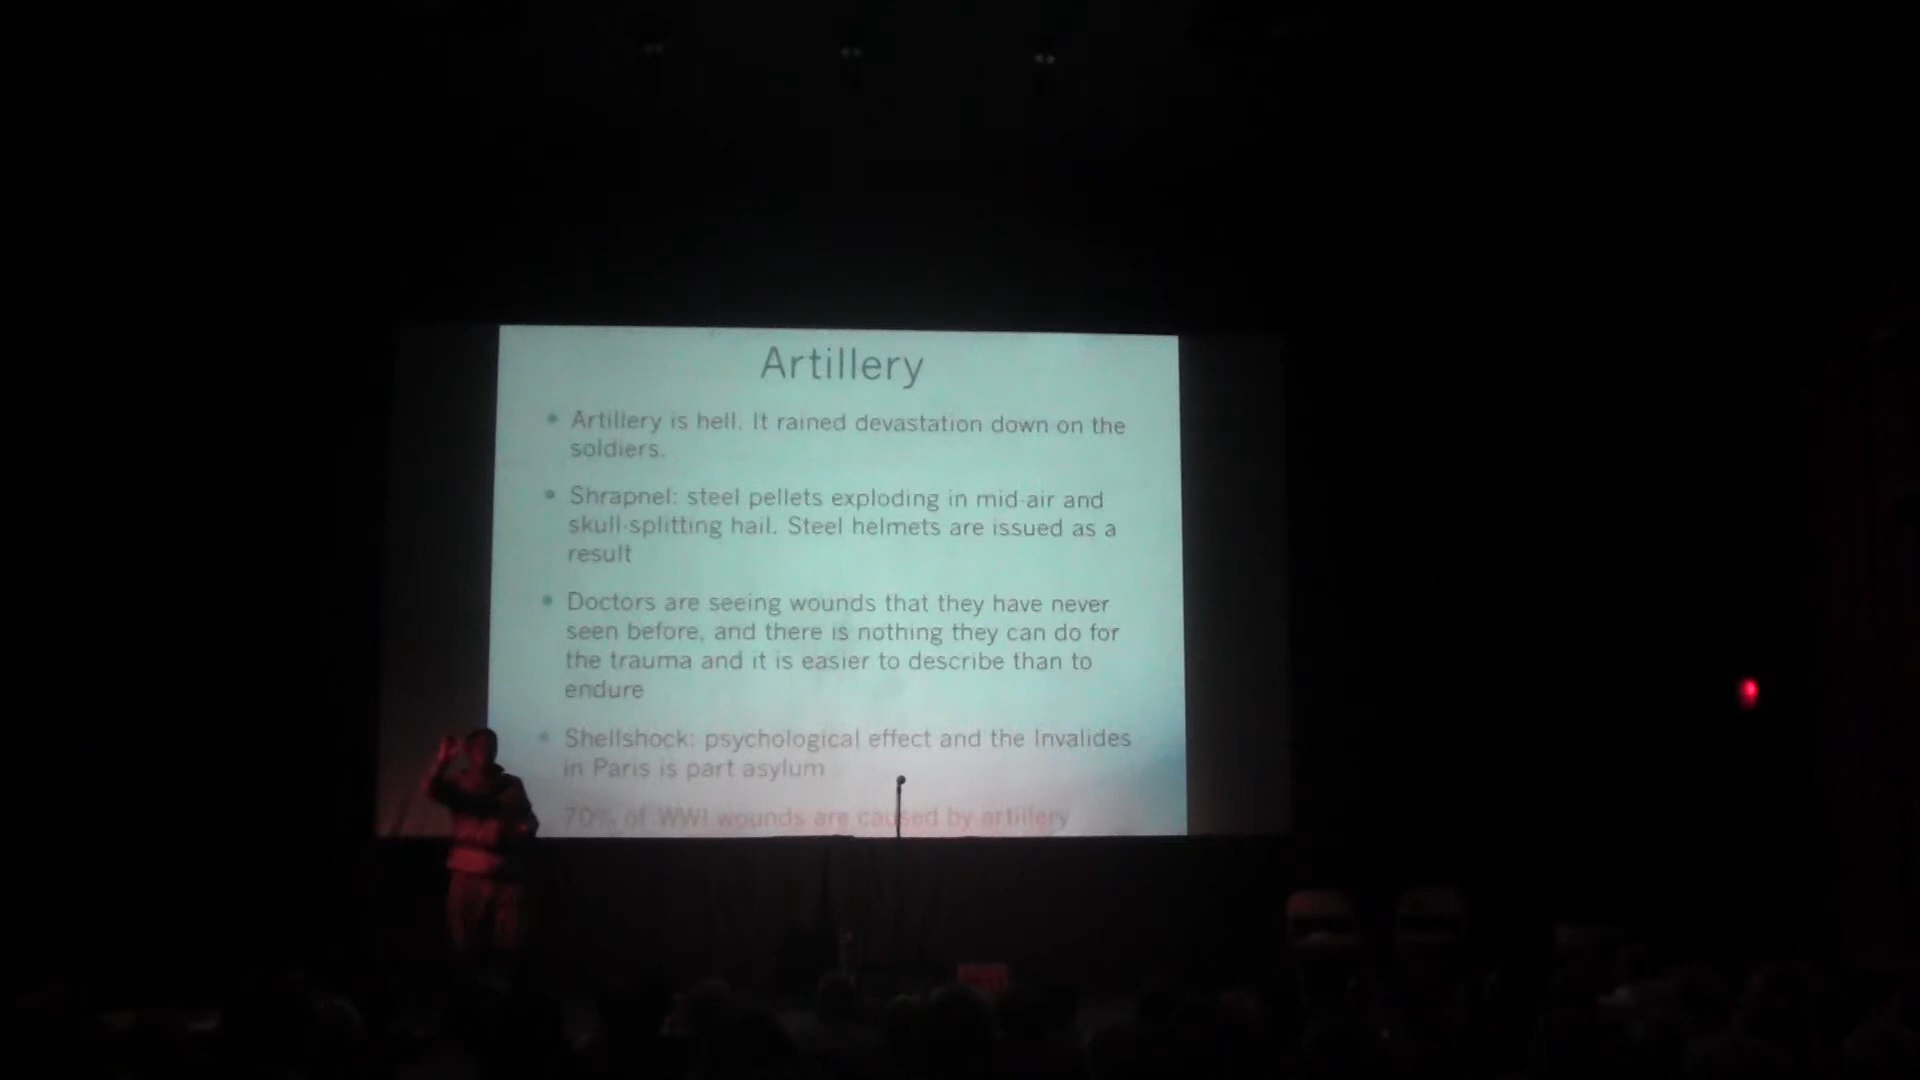 Artillery
• Artillery is hell. It rained devastation down on the
soldiers.
• Shrapnel: steel pellets exploding in mid-air and
skull-splitting hail. Steel helmets are issued as a
result
• Doctors are seeing wounds that they have never
seen before, and there is nothing they can do for
the trauma and it is easier to describe than to
endure
• Shellshock: psychological effect and the Invalides
in Paris is part asylum
70% of WWI wounds are caused by artillery